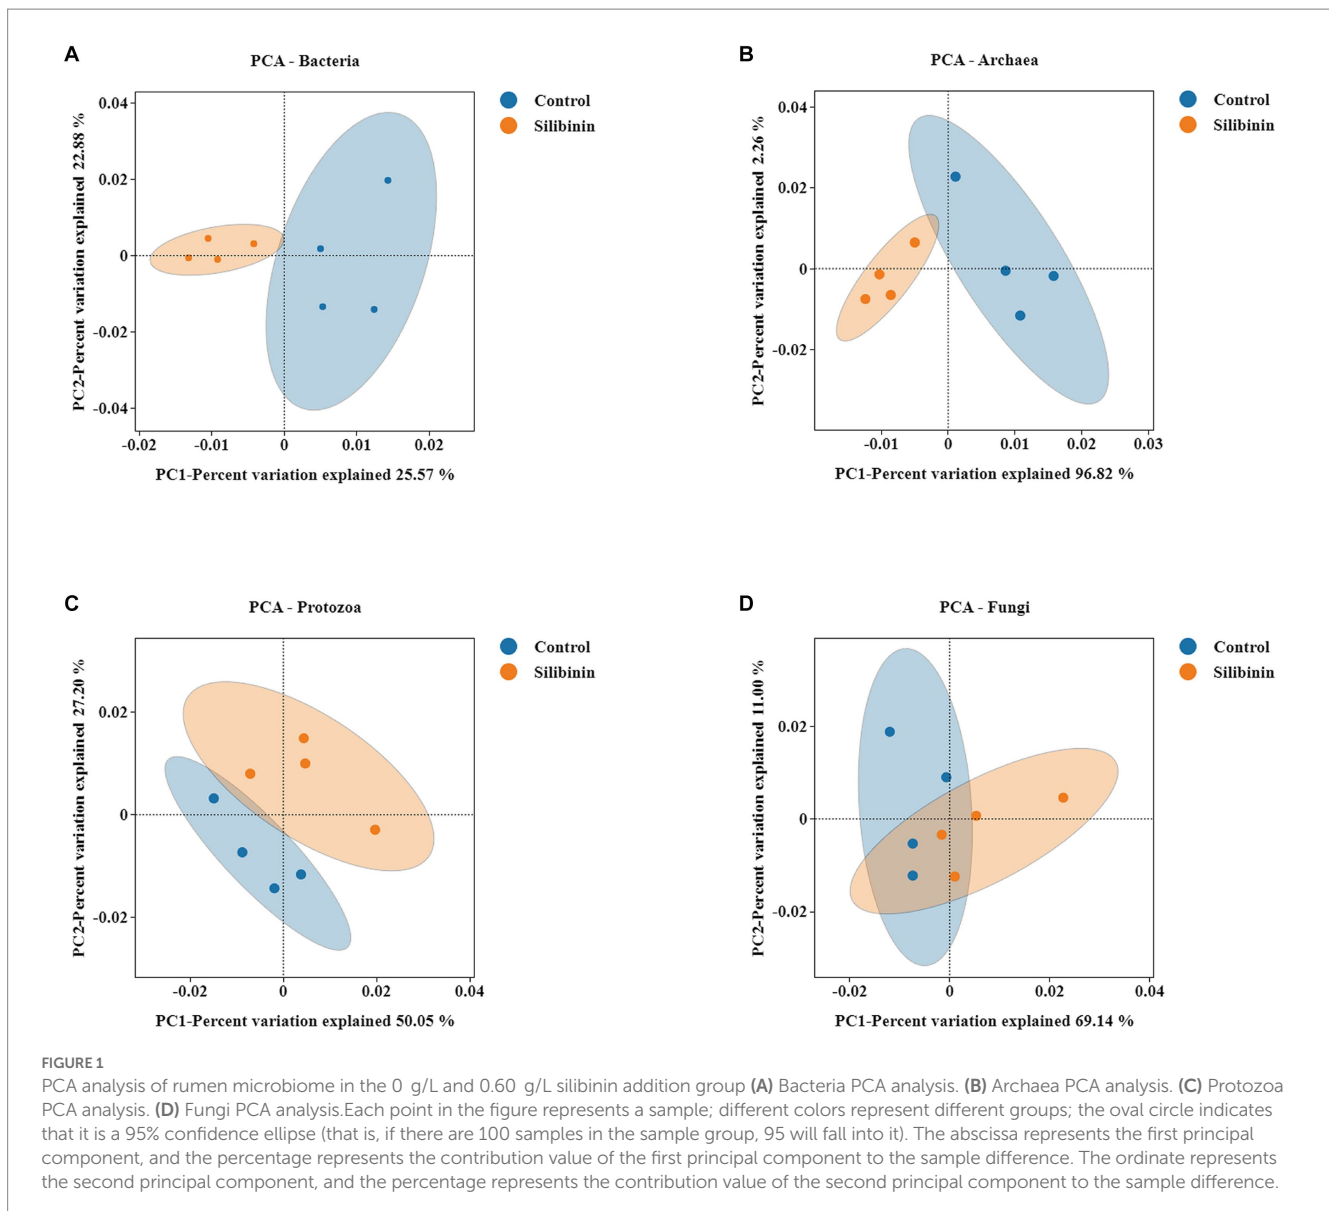 A
PCA - Bacteria
Control
Silibinin
PC2-Percent variation explained 22.88 %
0.04
0.02
0
-0.02
-0.04
-0.02 -0.01 0 0.01 0.02
PC1-Percent variation explained 25.57 %
B
PCA - Archaea
Control
Silibinin
PC2-Percent variation explained 2.26 %
0.04
0.02
0
-0.02
-0.01 0 0.01 0.02 0.03
PC1-Percent variation explained 96.82 %
C
PCA - Protozoa
Control
Silibinin
PC2-Percent variation explained 27.20 %
0.02
0
-0.02
-0.02 0 0.02 0.04
PC1-Percent variation explained 50.05 %
D
PCA - Fungi
Control
Silibinin
PC2-Percent variation explained 11.00 %
0.02
0
-0.02
-0.02 0 0.02 0.04
PC1-Percent variation explained 69.14 %
FIGURE 1
PCA analysis of rumen microbiome in the 0 g/L and 0.60 g/L silibinin addition group (A) Bacteria PCA analysis. (B) Archaea PCA analysis. (C) Protozoa
PCA analysis. (D) Fungi PCA analysis.Each point in the figure represents a sample; different colors represent different groups; the oval circle indicates
that it is a 95% confidence ellipse (that is, if there are 100 samples in the sample group, 95 will fall into it). The abscissa represents the first principal
component, and the percentage represents the contribution value of the first principal component to the sample difference. The ordinate represents
the second principal component, and the percentage represents the contribution value of the second principal component to the sample difference.